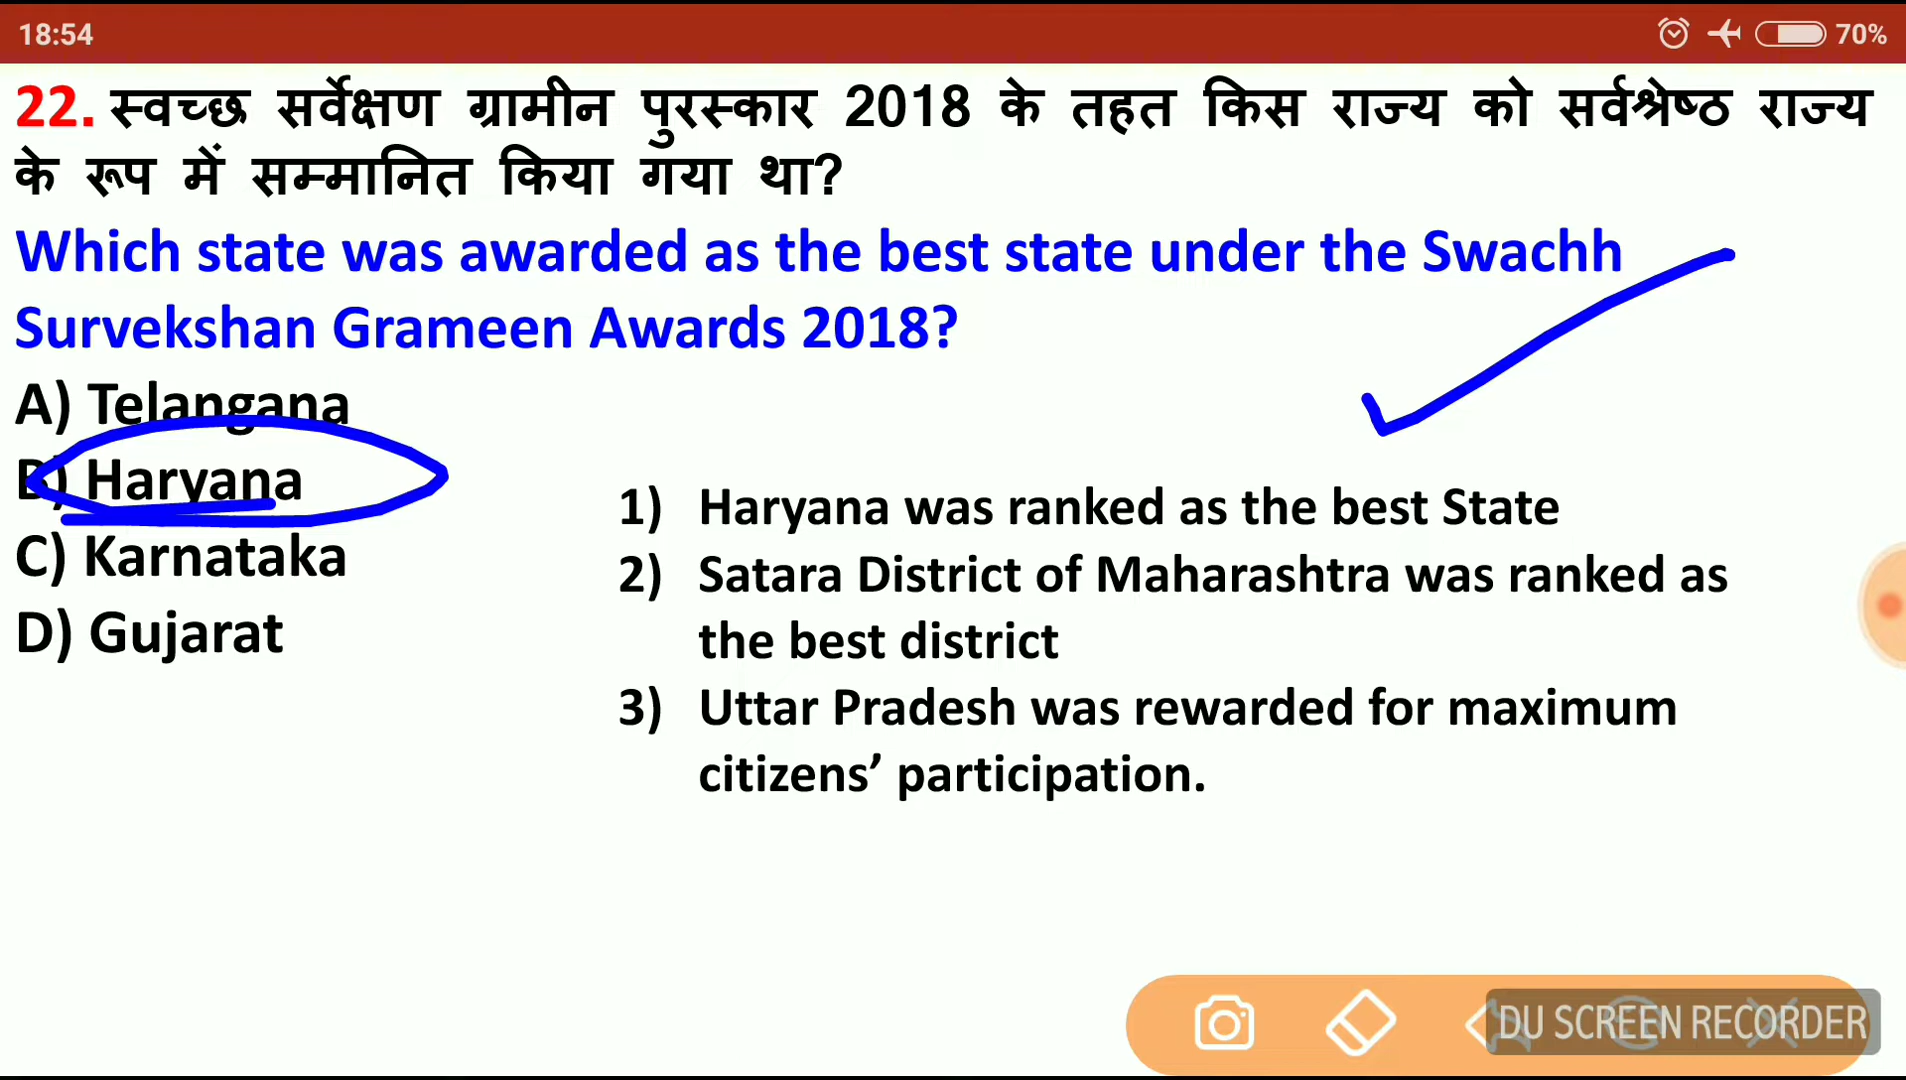 18:54
70%
22. स्वच्छ सर्वेक्षण ग्रामीन पुरस्कार 2018 के तहत किस राज्य को सर्वश्रेष्ठ राज्य
के रूप में सम्मानित किया गया था?
Which state was awarded as the best state under the Swachh
Survekshan Grameen Awards 2018?
A) Telangana
B) Haryana
C) Karnataka
D) Gujarat
1) Haryana was ranked as the best State
2) Satara District of Maharashtra was ranked as
the best district
3) Uttar Pradesh was rewarded for maximum
citizens’ participation.
DU SCREEN RECORDER